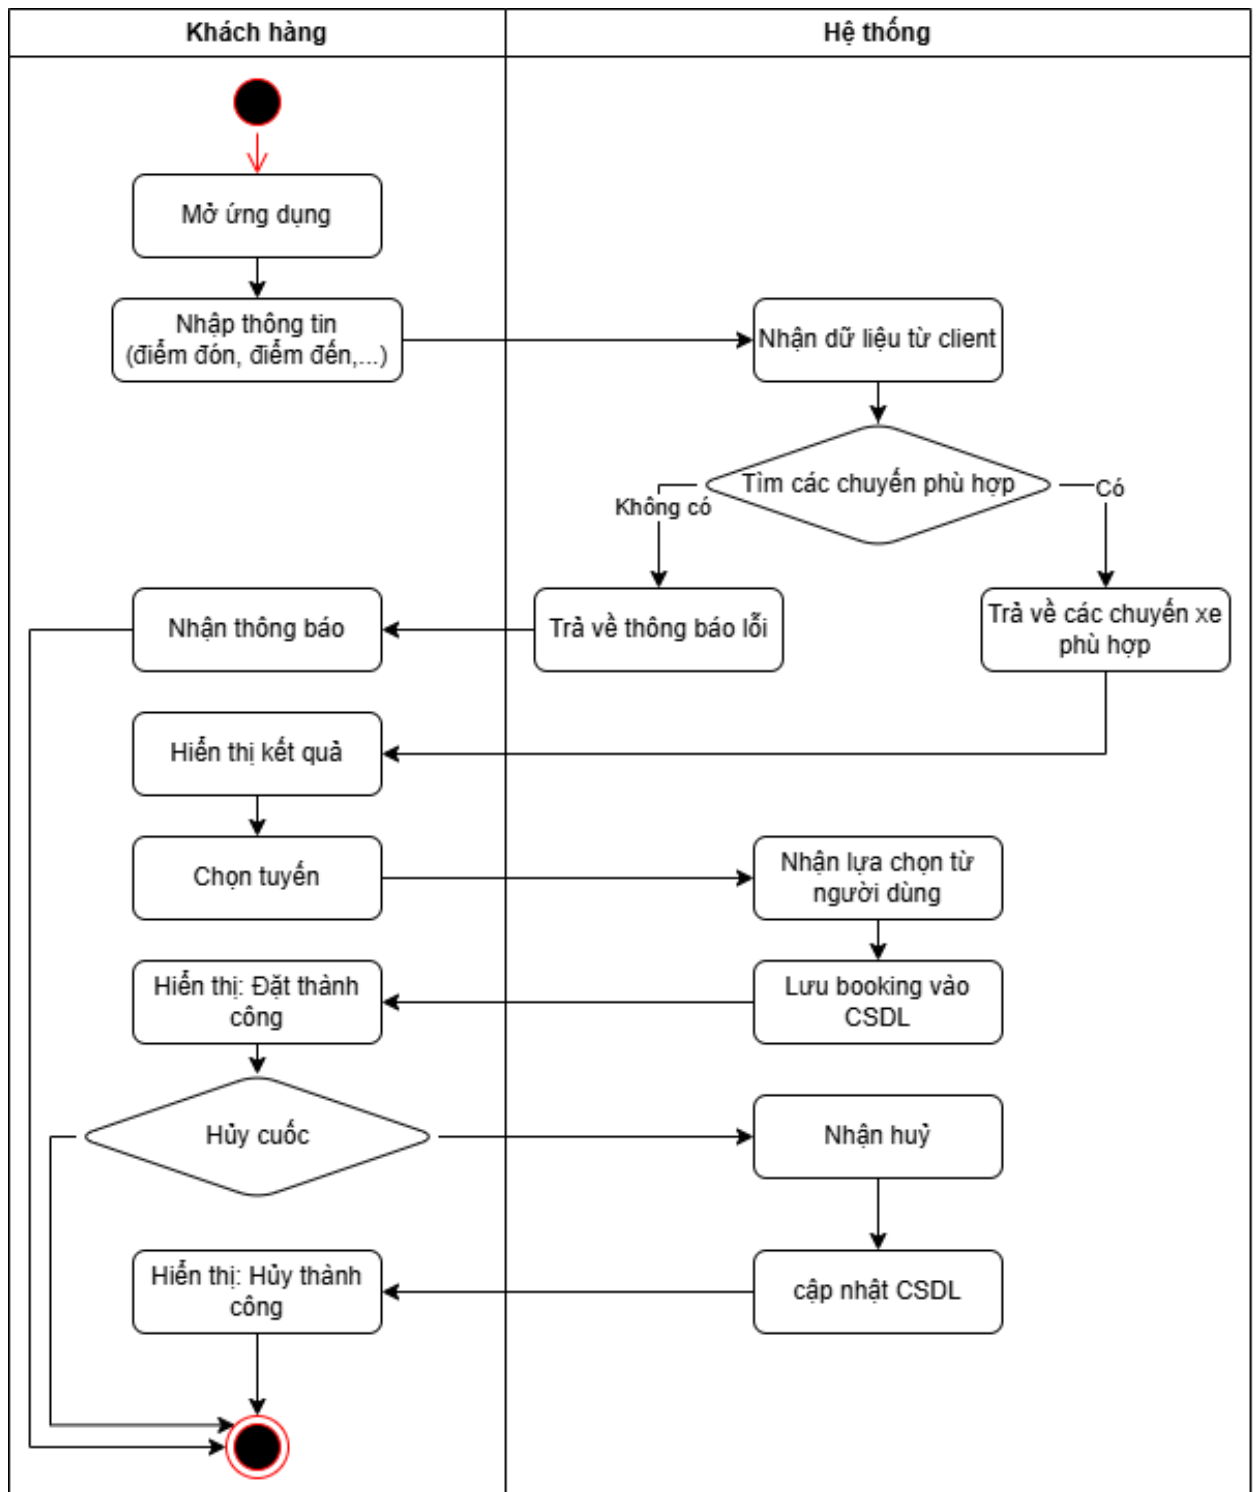 Khách hàng
Hệ thống
Mở ứng dụng
Nhập thông tin
(điểm đón, điểm đến,...)
Nhận dữ liệu từ client
Tìm các chuyến phù hợp
Không có
Có
Nhận thông báo
Trả về thông báo lỗi
Trả về các chuyến xe
phù hợp
Hiển thị kết quả
Chọn tuyến
Nhận lựa chọn từ
người dùng
Hiển thị: Đặt thành
công
Lưu booking vào
CSDL
Hủy cuốc
Nhận huỷ
Hiển thị: Hủy thành
công
cập nhật CSDL